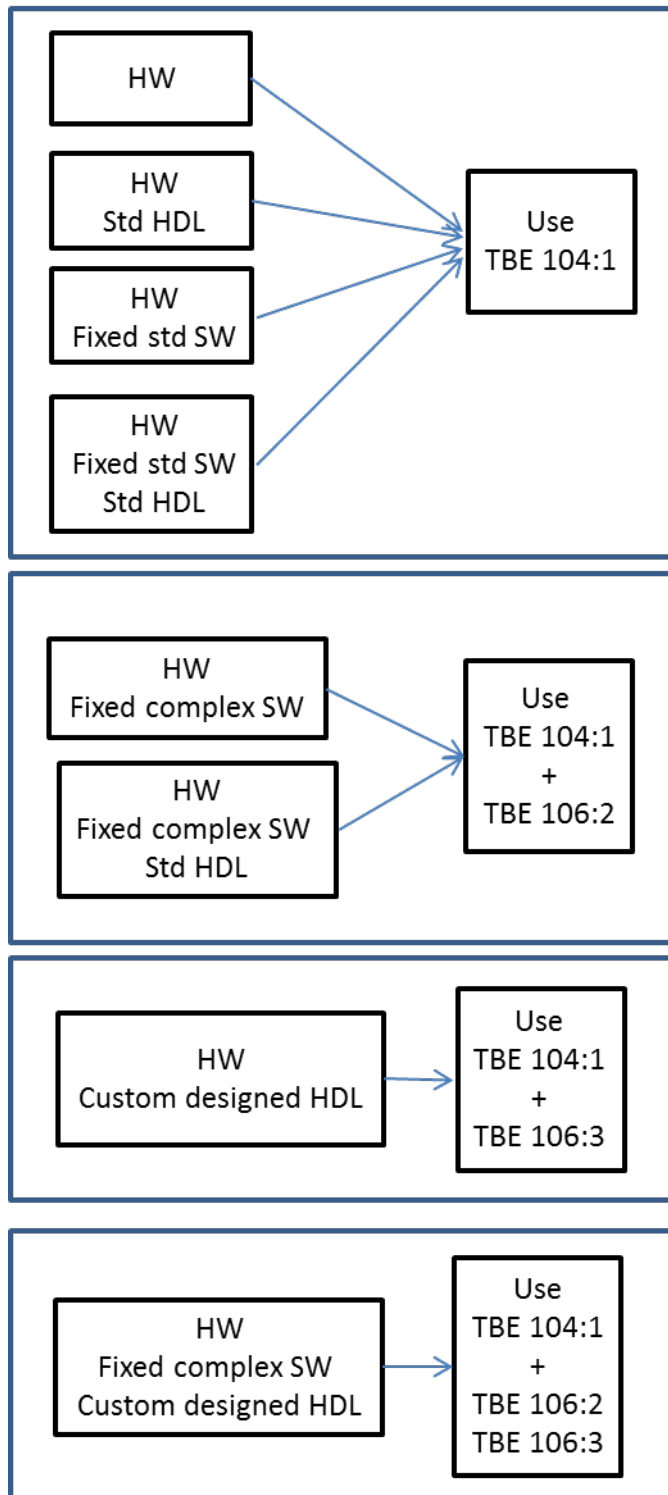 HW
HW
Std HDL
HW
Fixed std SW
HW
Fixed std SW
Std HDL
Use
TBE 104:1
HW
Fixed complex SW
HW
Fixed complex SW
Std HDL
Use
TBE 104:1
+
TBE 106:2
HW
Custom designed HDL
Use
TBE 104:1
+
TBE 106:3
HW
Fixed complex SW
Custom designed HDL
Use
TBE 104:1
+
TBE 106:2
TBE 106:3